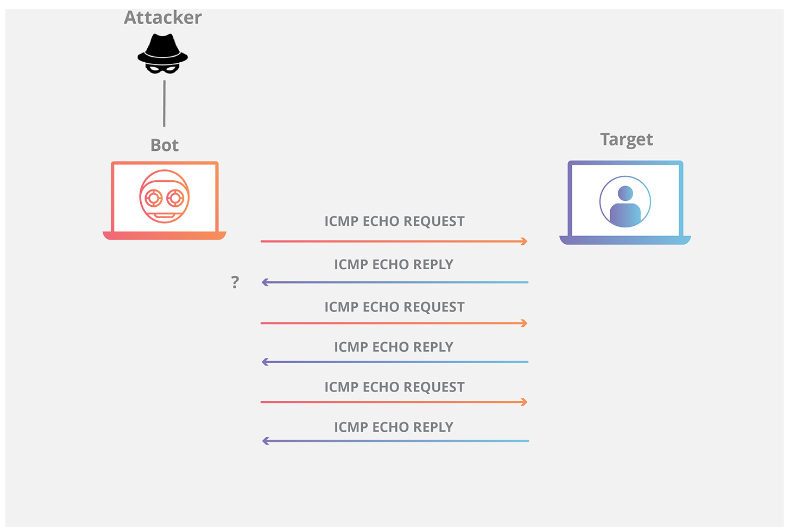 Attacker
Bot
Target
ICMP ECHO REQUEST
ICMP ECHO REPLY
?
ICMP ECHO REQUEST
ICMP ECHO REPLY
ICMP ECHO REQUEST
ICMP ECHO REPLY